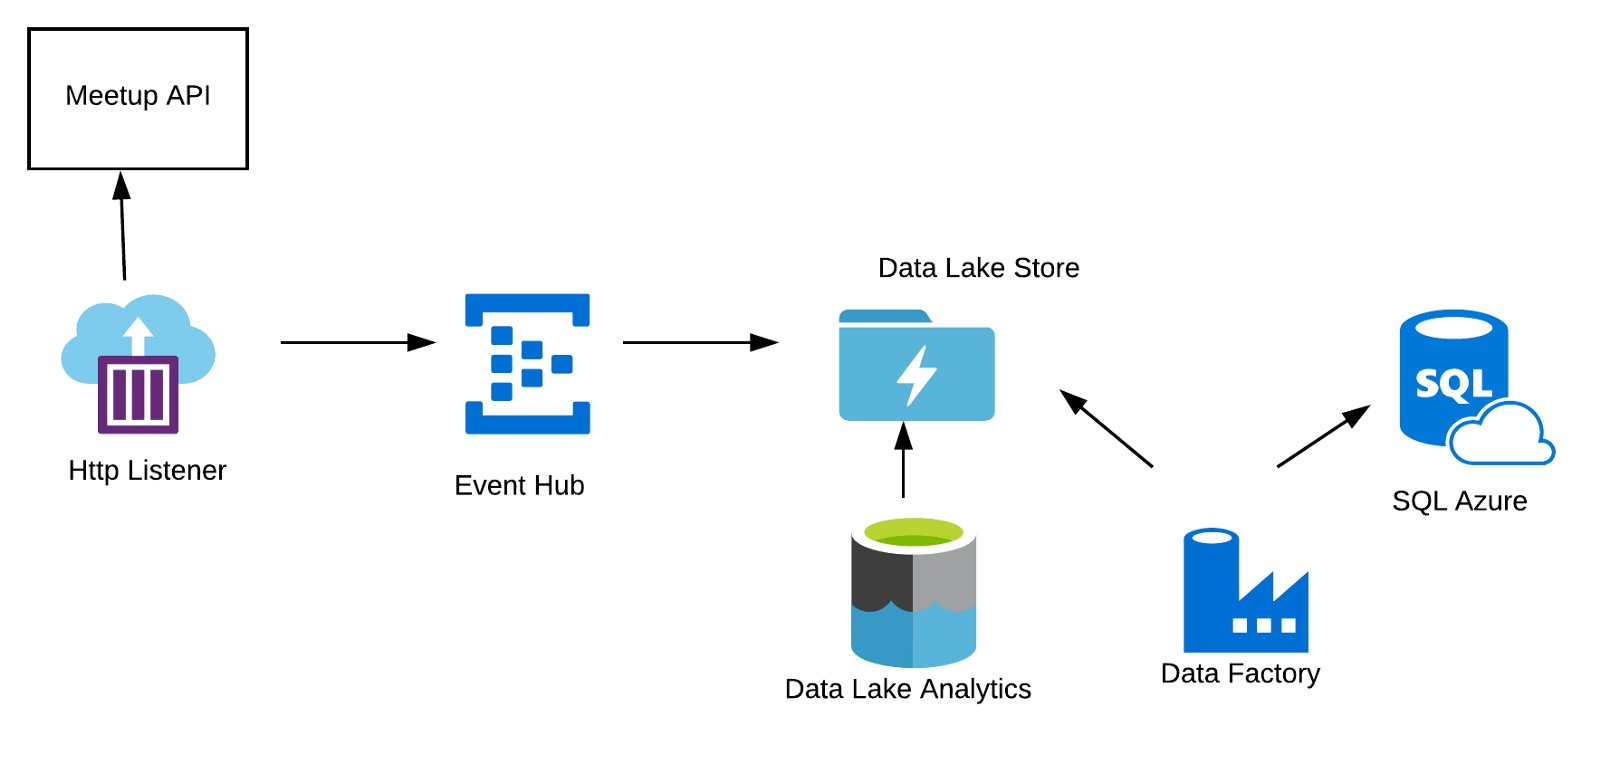 Meetup API
Data Lake Store
SQL
Http Listener
Event Hub
SQL Azure
Data Lake Analytics
Data Factory